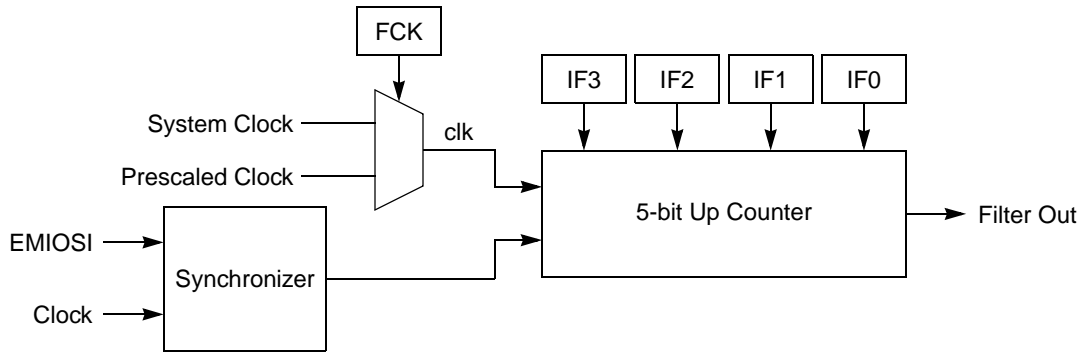 FCK
IF3
IF2
IF1
IF0
System Clock
clk
Prescaled Clock
5-bit Up Counter
Filter Out
EMIOSI
Synchronizer
Clock